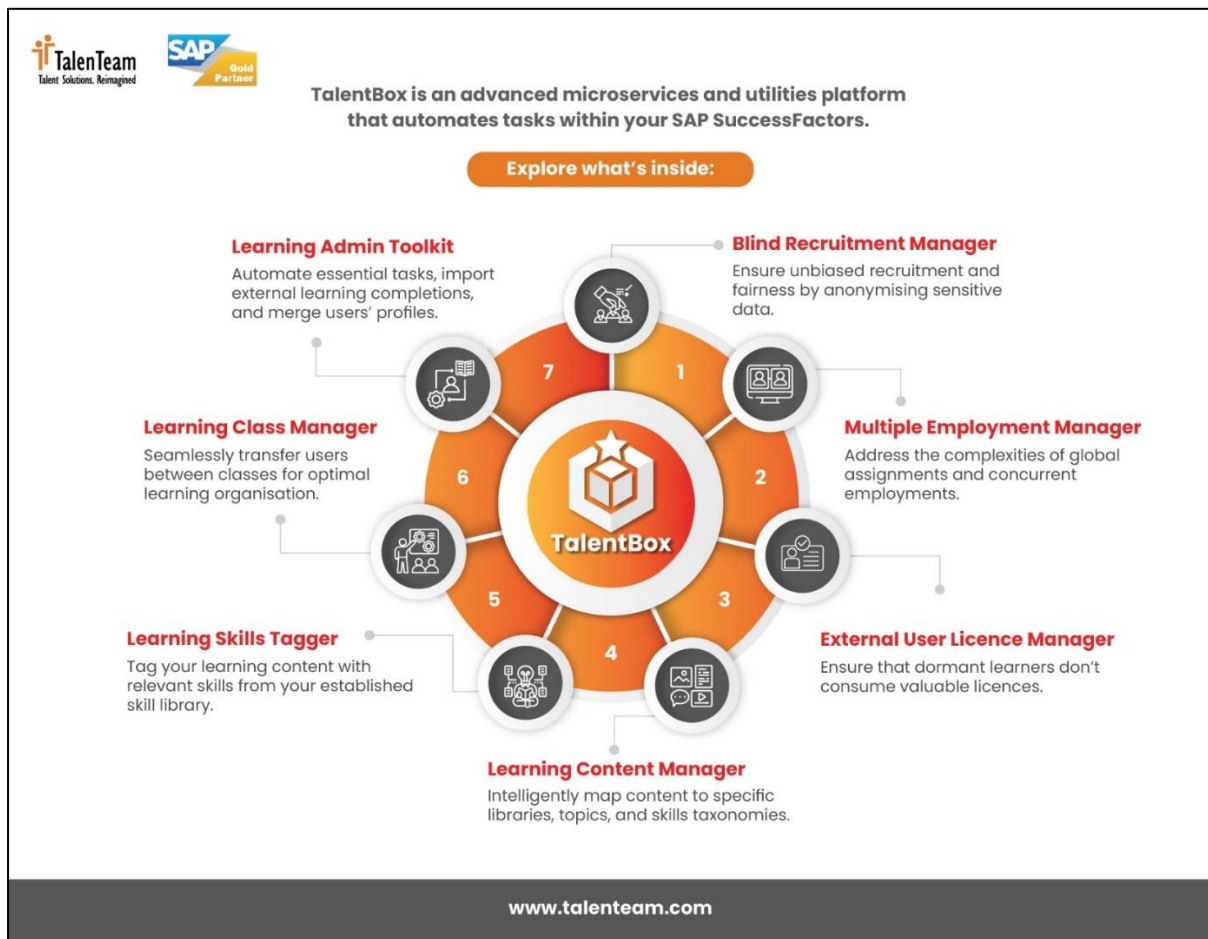 TalenTeam
Talent Solutions. Reimagined
SAP
Gold
Partner
TalentBox is an advanced microservices and utilities platform
that automates tasks within your SAP SuccessFactors.
Explore what's inside:
Learning Admin Toolkit
Automate essential tasks, import
external learning completions,
and merge users' profiles.
Blind Recruitment Manager
Ensure unbiased recruitment and
fairness by anonymising sensitive
data.
7
1
Learning Class Manager
Seamlessly transfer users
between classes for optimal
learning organisation.
6
2
Multiple Employment Manager
Address the complexities of global
assignments and concurrent
employments.
TalentBox
5
3
4
Learning Skills Tagger
Tag your learning content with
relevant skills from your established
skill library.
External User Licence Manager
Ensure that dormant learners don't
consume valuable licences.
Learning Content Manager
Intelligently map content to specific
libraries, topics, and skills taxonomies.
www.talenteam.com